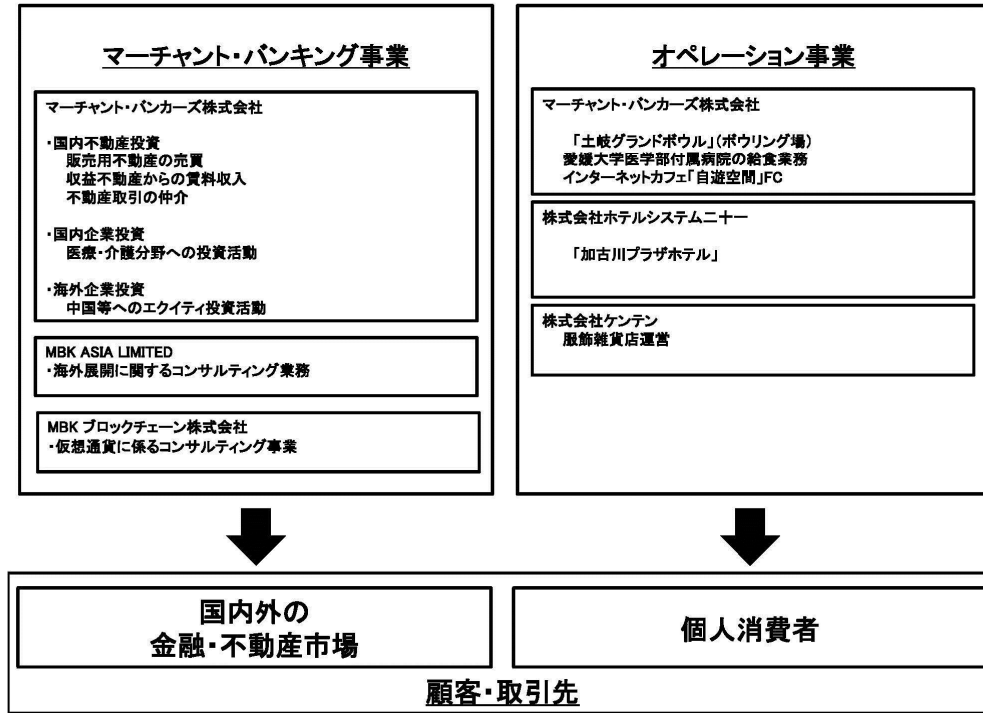 マーチャント・バンキング事業
マーチャント・バンカーズ株式会社
・国内不動産投資
販売用不動産の売買
収益不動産からの賃料収入
不動産取引の仲介
・国内企業投資
医療・介護分野への投資活動
・海外企業投資
中国等へのエクイティ投資活動
MBK ASIA LIMITED
・海外展開に関するコンサルティング業務
MBK ブロックチェーン株式会社
・仮想通貨に係るコンサルティング事業
オペレーション事業
マーチャント・バンカーズ株式会社
「土岐グランドボウル」(ボウリング場)
愛媛大学医学部付属病院の給食業務
インターネットカフェ「自遊空間」FC
株式会社ホテルシステム二十一
「加古川プラザホテル」
株式会社ケンテン
服飾雑貨店運営
国内外の
金融・不動産市場
個人消費者
顧客・取引先